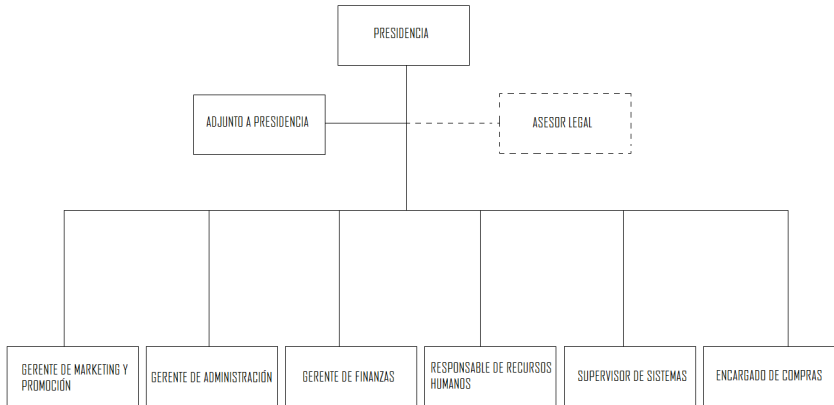 PRESIDENCIA
ADJUNTO A PRESIDENCIA
ASESOR LEGAL
GERENTE DE MARKETING Y
PROMOCIÓN
GERENTE DE ADMINISTRACIÓN
GERENTE DE FINANZAS
RESPONSABLE DE RECURSOS
HUMANOS
SUPERVISOR DE SISTEMAS
ENCARGADO DE COMPRAS